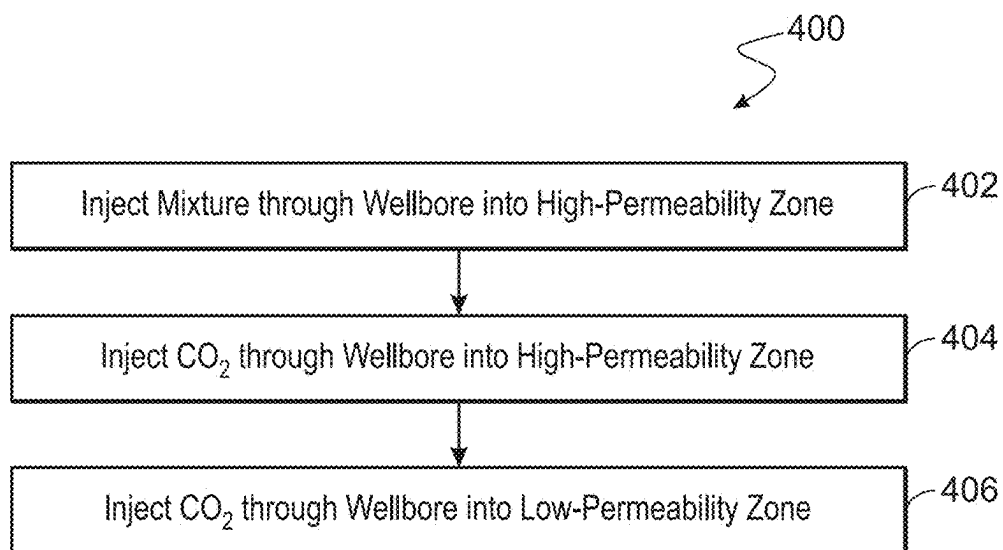 400
Inject Mixture through Wellbore into High-Permeability Zone
402
Inject CO₂ through Wellbore into High-Permeability Zone
404
Inject CO₂ through Wellbore into Low-Permeability Zone
406